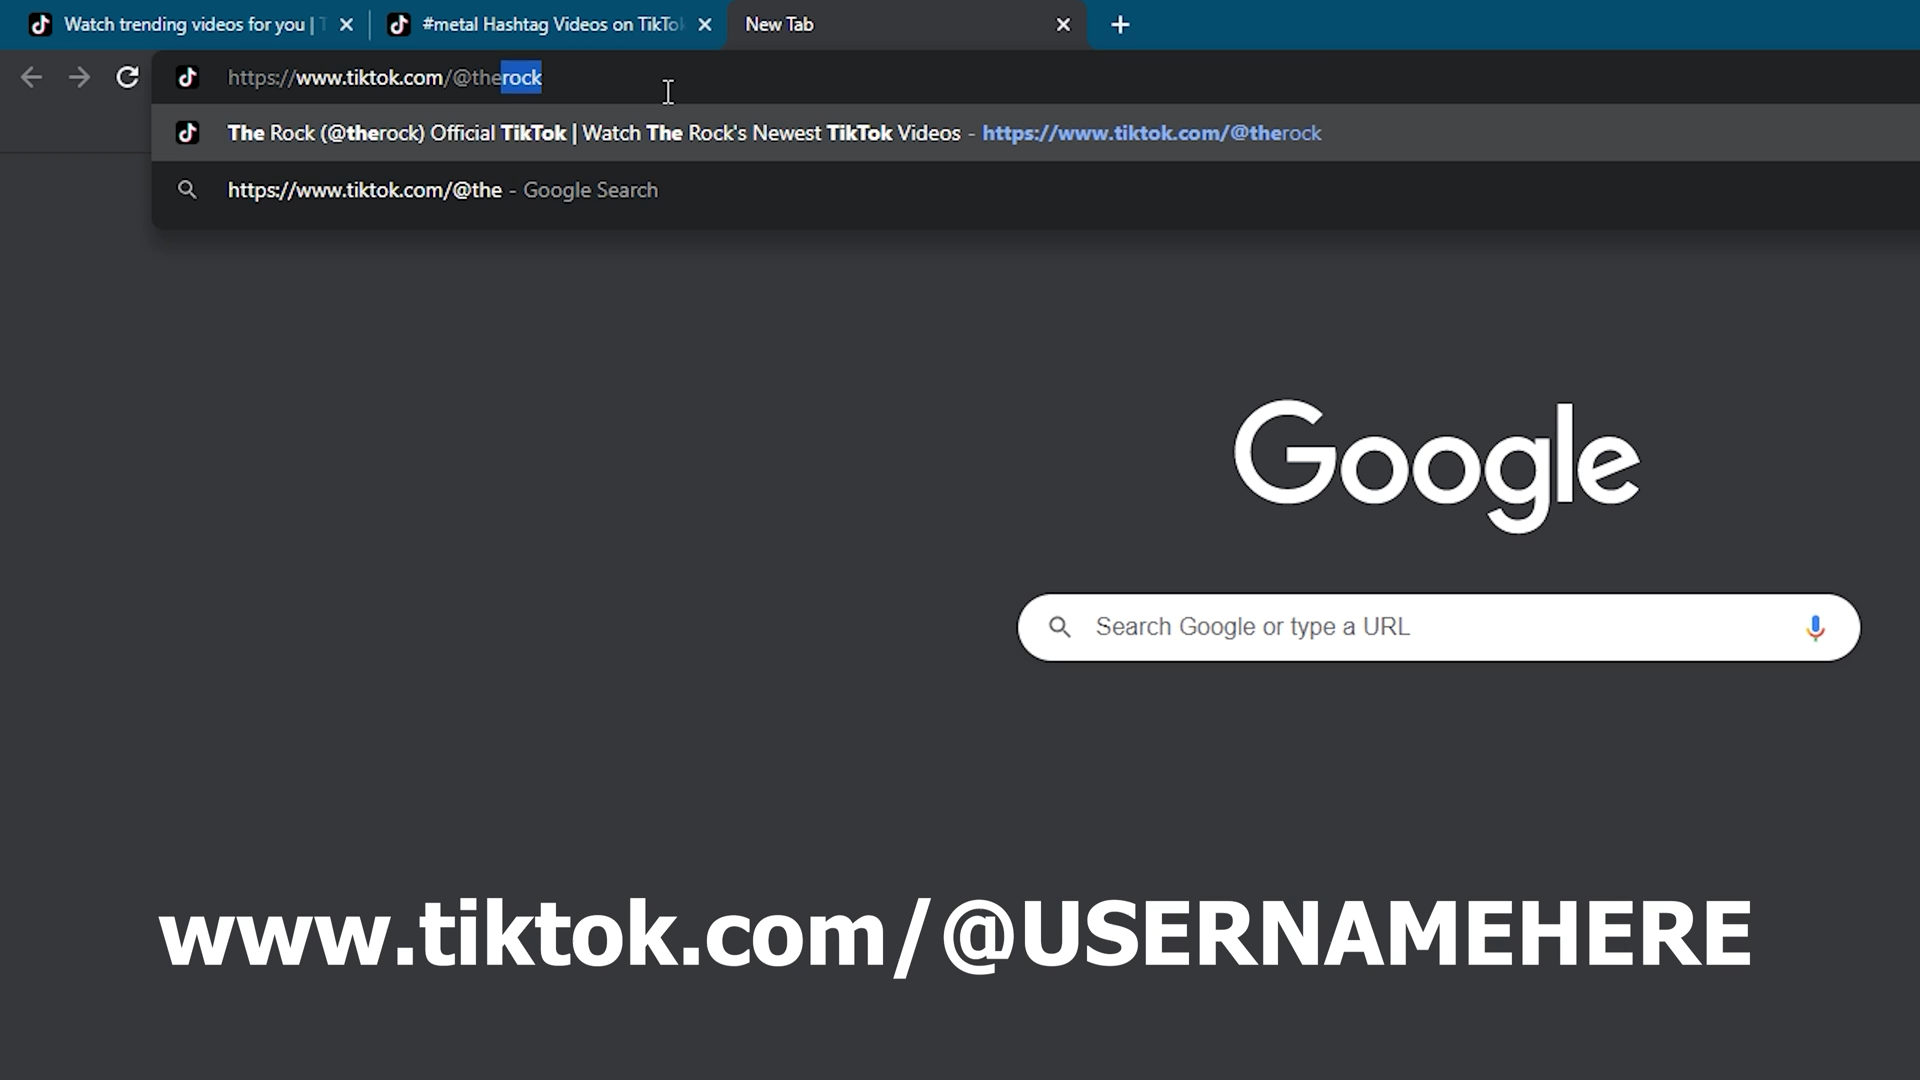 Watch trending videos for you |
#metal Hashtag Videos on TikTo
New Tab
https://www.tiktok.com/@therock
The Rock (@therock) Official TikTok | Watch The Rock's Newest TikTok Videos - https://www.tiktok.com/@therock
https://www.tiktok.com/@the - Google Search
Google
Search Google or type a URL
www.tiktok.com/@USERNAMEHERE